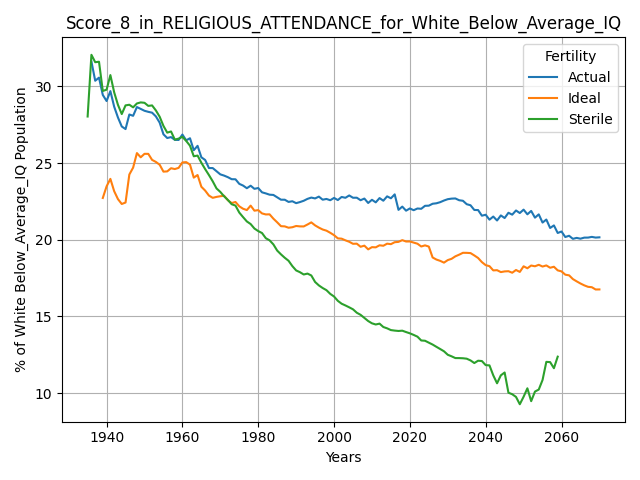 Score_8_in_RELIGIOUS_ATTENDANCE_for_White_Below_Average_IQ
Fertility
Actual
Ideal
Sterile
% of White Below_Average_IQ Population
30
25
20
15
10
1940 1960 1980 2000 2020 2040 2060
Years